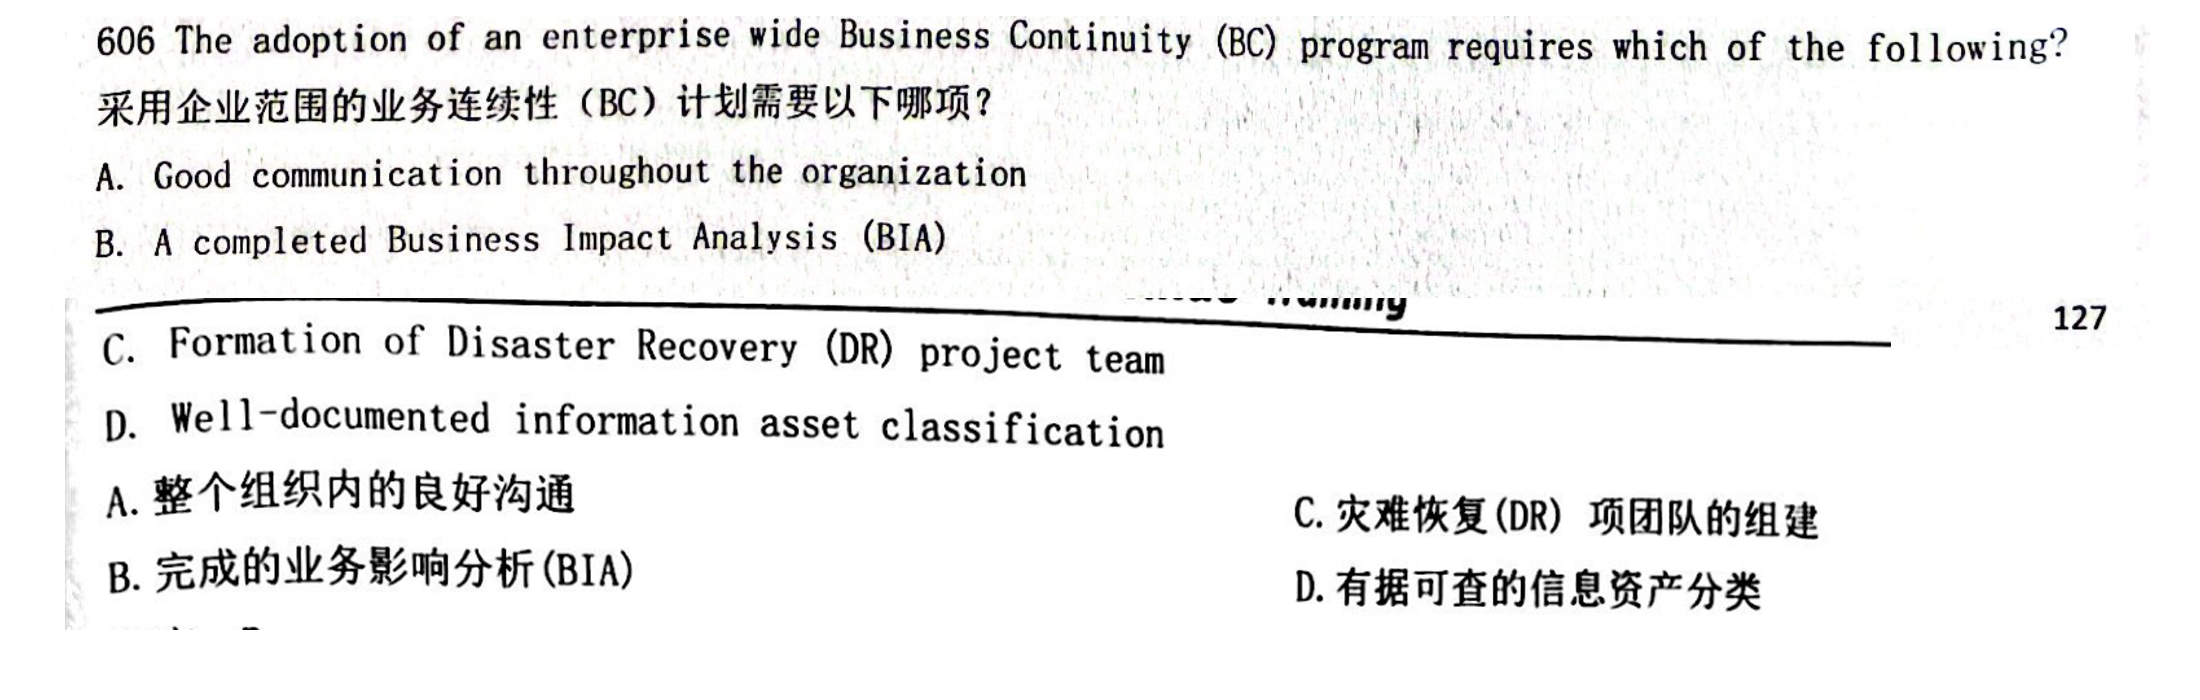 606 The adoption of an enterprise wide Business Continuity (BC) program requires which of the following?
采用企业范围的业务连续性（BC）计划需要以下哪项？
A. Good communication throughout the organization
B. A completed Business Impact Analysis (BIA)
Training
127
C. Formation of Disaster Recovery (DR) project team
D. Well-documented information asset classification
A. 整个组织内的良好沟通
C. 灾难恢复(DR) 项团队的组建
B. 完成的业务影响分析(BIA)
D. 有据可查的信息资产分类